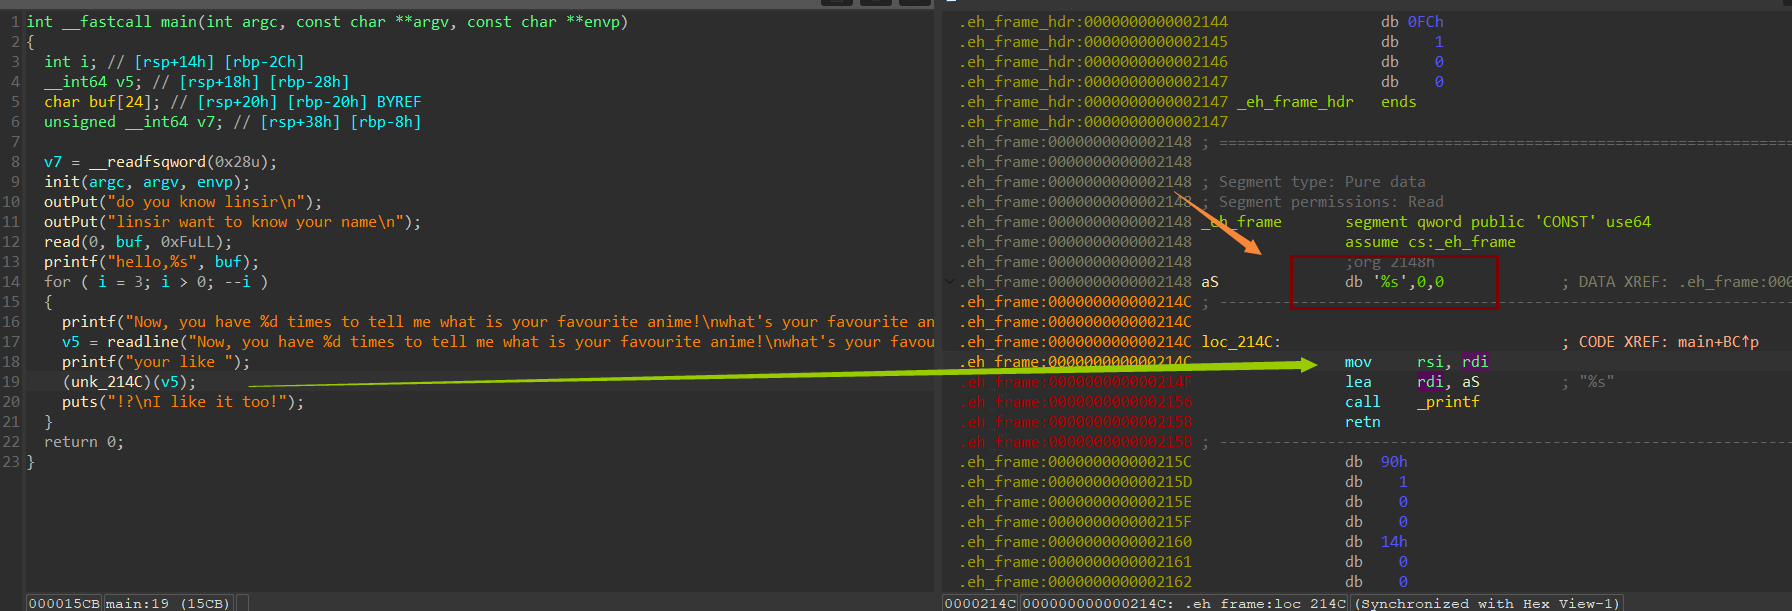 1 int __fastcall main(int argc, const char **argv, const char **envp)
2 {
3 int i; // [rsp+14h] [rbp-2Ch]
4 __int64 v5; // [rsp+18h] [rbp-28h]
5 char buf[24]; // [rsp+20h] [rbp-20h] BYREF
6 unsigned __int64 v7; // [rsp+38h] [rbp-8h]
7
8 v7 = __readfsqword(0x28u);
9 init(argc, argv, envp);
10 outPut("do you know linsir\n");
11 outPut("linsir want to know your name\n");
12 read(0, buf, 0xFuLL);
13 printf("hello,%s", buf);
14 for ( i = 3; i > 0; --i )
15 {
16 printf("Now, you have %d times to tell me what is your favourite anime!\nwhat's your favourite an
17 v5 = readline("Now, you have %d times to tell me what is your favourite anime!\nwhat's your favou
18 printf("your like ");
19 (unk_214C)(v5);
20 puts("!?\nI like it too!");
21 }
22 return 0;
23 }
000015CB main:19 (15CB)
.eh_frame_hdr:0000000000002144 db 0FCh
.eh_frame_hdr:0000000000002145 db 1
.eh_frame_hdr:0000000000002146 db 0
.eh_frame_hdr:0000000000002147 db 0
.eh_frame_hdr:0000000000002147 _eh_frame_hdr ends
.eh_frame_hdr:0000000000002147
.eh_frame:0000000000002148 ; ===========================================================
.eh_frame:0000000000002148
.eh_frame:0000000000002148 ; Segment type: Pure data
.eh_frame:0000000000002148 ; Segment permissions: Read
.eh_frame:0000000000002148 _eh_frame segment qword public 'CONST' use64
.eh_frame:0000000000002148 assume cs:_eh_frame
.eh_frame:0000000000002148 ;org 2148h
.eh_frame:0000000000002148 aS db '%s',0,0 ; DATA XREF: .eh_frame:000
.eh_frame:000000000000214C ; -----------------------------------------------------------
.eh_frame:000000000000214C
.eh_frame:000000000000214C loc_214C: ; CODE XREF: main+BC↑p
.eh_frame:000000000000214C mov rsi, rdi
.eh_frame:000000000000214F lea rdi, aS ; "%s"
.eh_frame:0000000000002156 call _printf
.eh_frame:000000000000215B retn
.eh_frame:000000000000215B ; -----------------------------------------------------------
.eh_frame:000000000000215C db 90h
.eh_frame:000000000000215D db 1
.eh_frame:000000000000215E db 0
.eh_frame:000000000000215F db 0
.eh_frame:0000000000002160 db 14h
.eh_frame:0000000000002161 db 0
.eh_frame:0000000000002162 db 0
0000214C 000000000000214C: .eh_frame:loc_214C (Synchronized with Hex View-1)